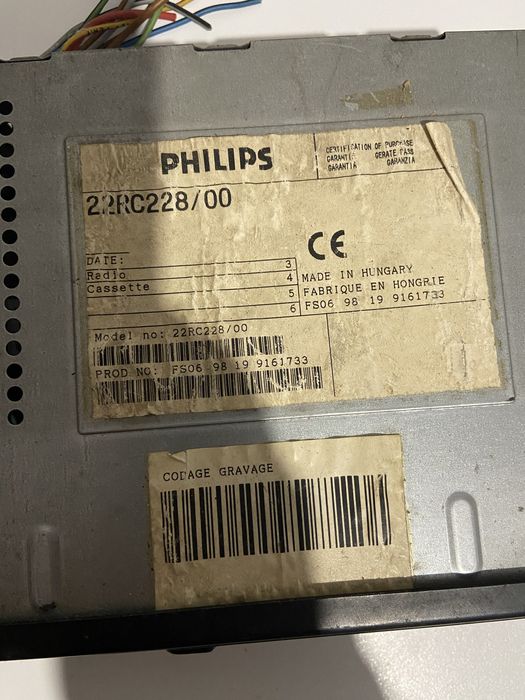 PHILIPS
CERTIFICATION OF PURCHASE
GARANTIE GERATE PASS
GARANTIA GARANZIA
22RC228/00
CE
DATE:
Radio 3
Cassette 4
5
6
MADE IN HUNGARY
FABRIQUE EN HONGRIE
FS06 98 19 9161733
Model no: 22RC228/00
PROD NO: FS06 98 19 9161733
CODAGE GRAVAGE